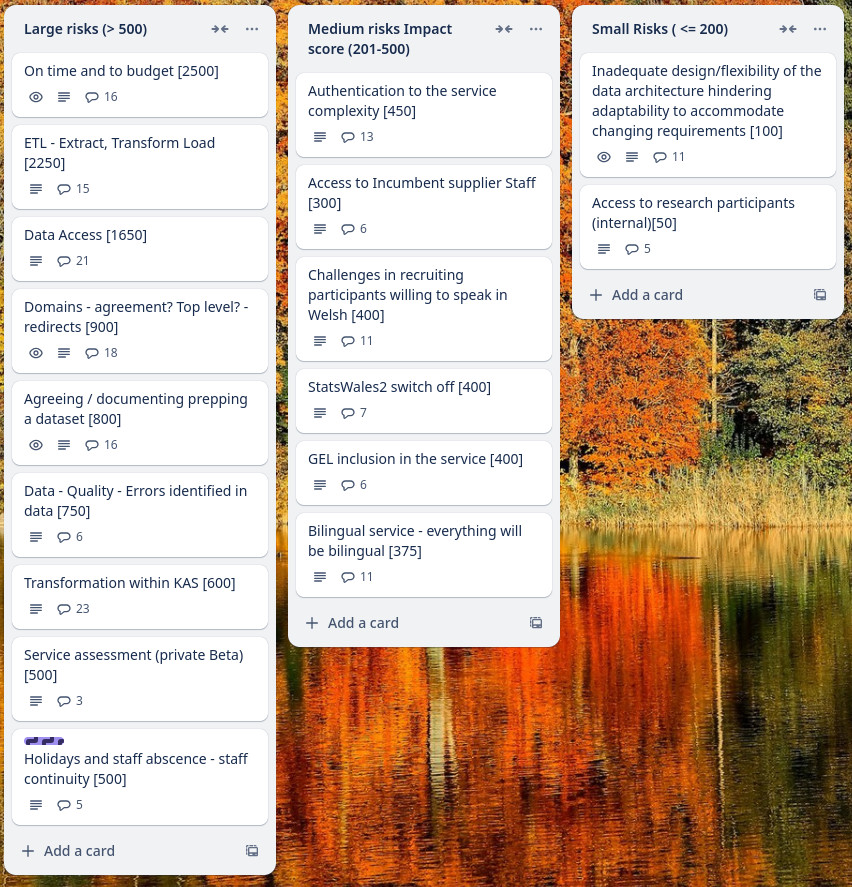 Large risks (> 500)
On time and to budget [2500]
16
ETL - Extract, Transform Load
[2250]
15
Data Access [1650]
21
Domains - agreement? Top level? -
redirects [900]
18
Agreeing / documenting prepping
a dataset [800]
16
Data - Quality - Errors identified in
data [750]
6
Transformation within KAS [600]
23
Service assessment (private Beta)
[500]
3
Holidays and staff abscence - staff
continuity [500]
5
Add a card
Medium risks Impact
score (201-500)
Authentication to the service
complexity [450]
13
Access to Incumbent supplier Staff
[300]
6
Challenges in recruiting
participants willing to speak in
Welsh [400]
11
StatsWales2 switch off [400]
7
GEL inclusion in the service [400]
6
Bilingual service - everything will
be bilingual [375]
11
Add a card
Small Risks ( <= 200)
Inadequate design/flexibility of the
data architecture hindering
adaptability to accommodate
changing requirements [100]
11
Access to research participants
(internal)[50]
5
Add a card